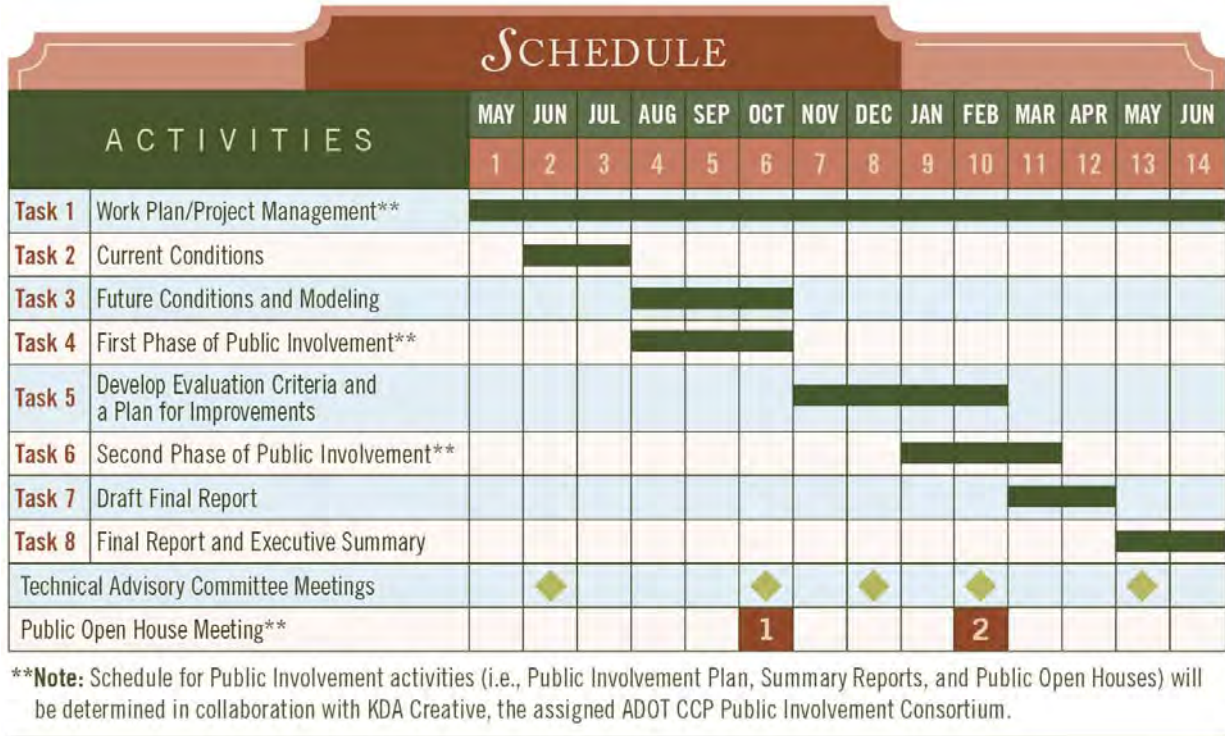 SCHEDULE
ACTIVITIES
MAY JUN JUL AUG SEP OCT NOV DEC JAN FEB MAR APR MAY JUN
1 2 3 4 5 6 7 8 9 10 11 12 13 14
Task 1 Work Plan/Project Management**
Task 2 Current Conditions
Task 3 Future Conditions and Modeling
Task 4 First Phase of Public Involvement**
Task 5 Develop Evaluation Criteria and
a Plan for Improvements
Task 6 Second Phase of Public Involvement**
Task 7 Draft Final Report
Task 8 Final Report and Executive Summary
Technical Advisory Committee Meetings
Public Open House Meeting** 1 2
**Note: Schedule for Public Involvement activities (i.e., Public Involvement Plan, Summary Reports, and Public Open Houses) will
be determined in collaboration with KDA Creative, the assigned ADOT CCP Public Involvement Consortium.